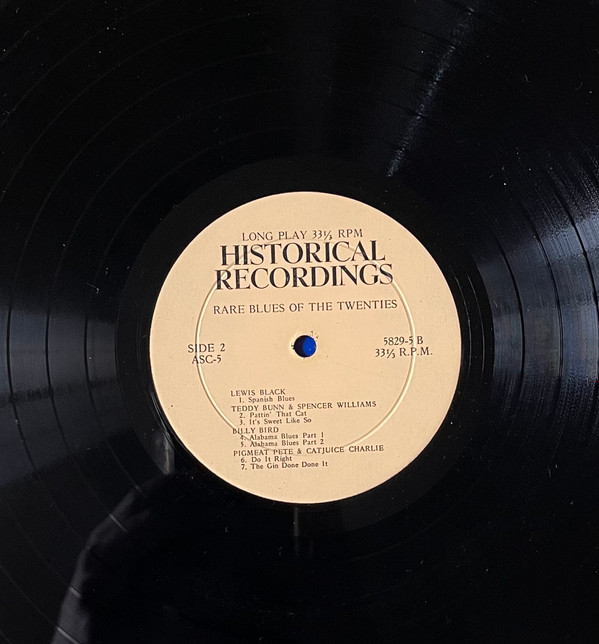 LONG PLAY 33⅓ RPM
HISTORICAL
RECORDINGS
RARE BLUES OF THE TWENTIES
SIDE 2
ASC-5
5829-5 B
33⅓ R.P.M.
LEWIS BLACK
1. Spanish Blues
TEDDY BUNN & SPENCER WILLIAMS
2. Pattin' That Cat
3. It's Sweet Like So
BILLY BIRD
4. Alabama Blues Part 1
5. Alabama Blues Part 2
PIGMEAT PETE & CATJUICE CHARLIE
6. Do It Right
7. The Gin Done Done It